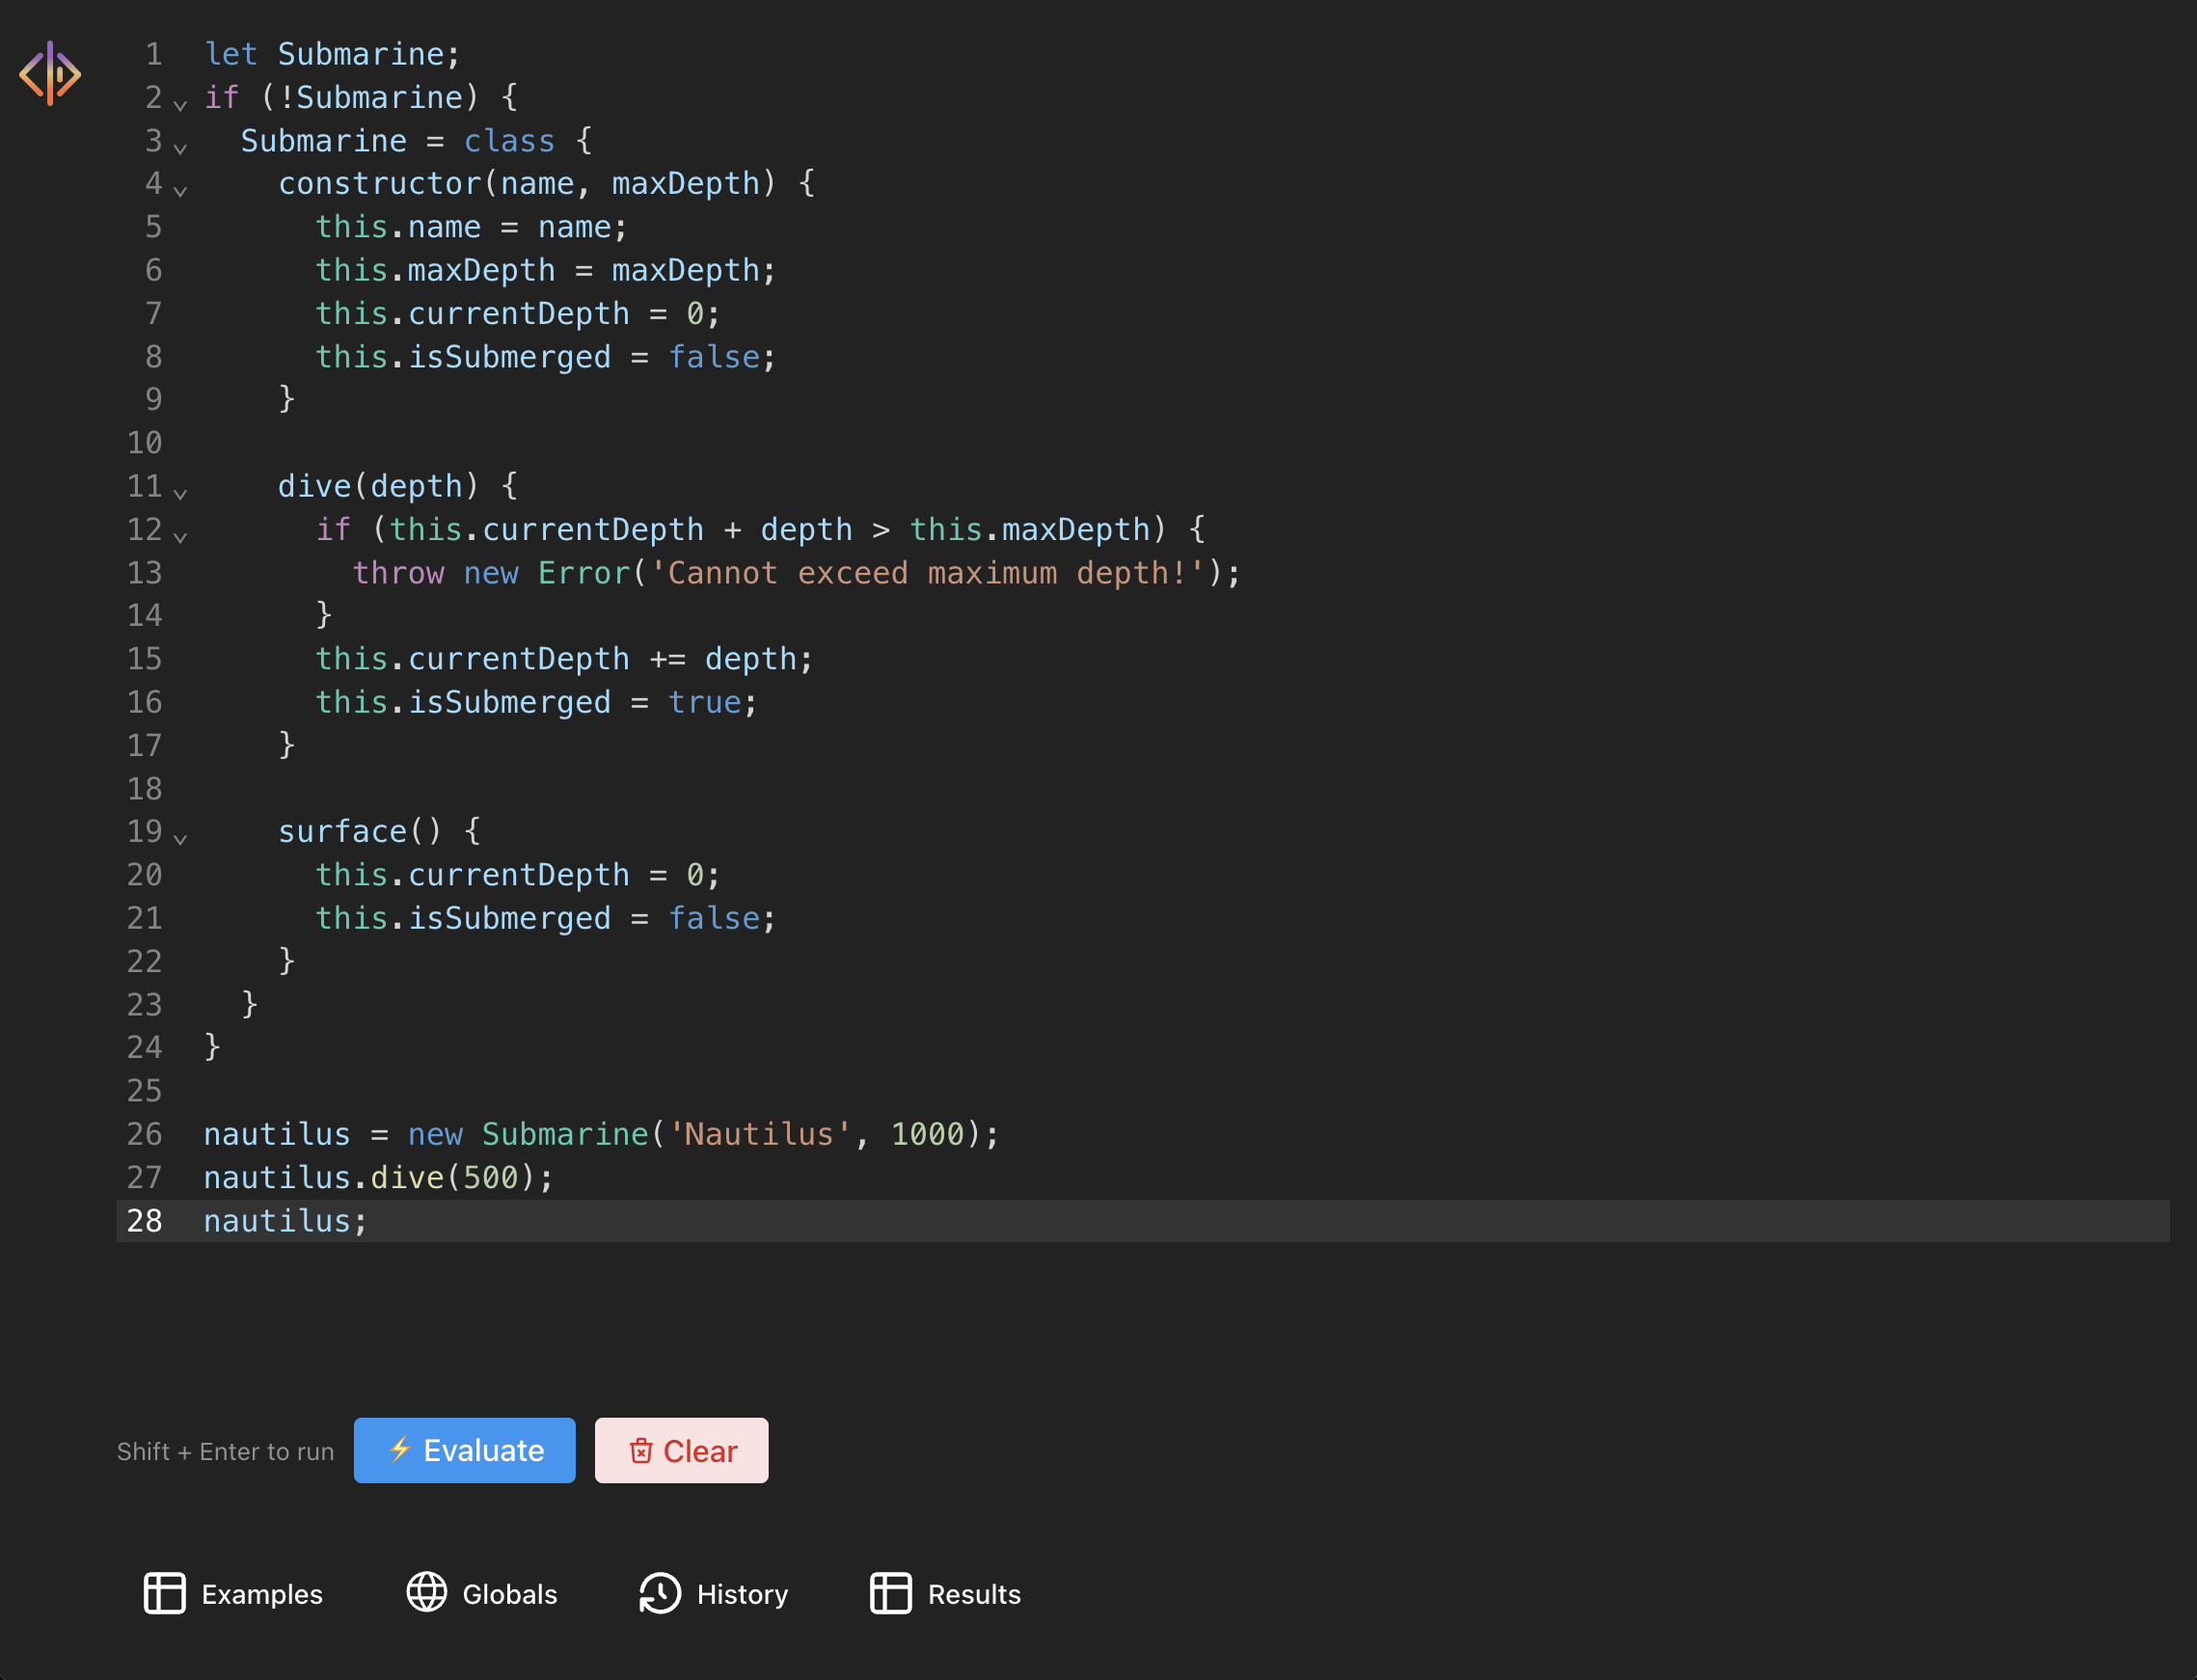 1 let Submarine;
2 if (!Submarine) {
3   Submarine = class {
4     constructor(name, maxDepth) {
5       this.name = name;
6       this.maxDepth = maxDepth;
7       this.currentDepth = 0;
8       this.isSubmerged = false;
9     }
10
11     dive(depth) {
12       if (this.currentDepth + depth > this.maxDepth) {
13         throw new Error('Cannot exceed maximum depth!');
14       }
15       this.currentDepth += depth;
16       this.isSubmerged = true;
17     }
18
19     surface() {
20       this.currentDepth = 0;
21       this.isSubmerged = false;
22     }
23   }
24 }
25
26 nautilus = new Submarine('Nautilus', 1000);
27 nautilus.dive(500);
28 nautilus;
Shift + Enter to run ⚡ Evaluate Clear
Examples Globals History Results